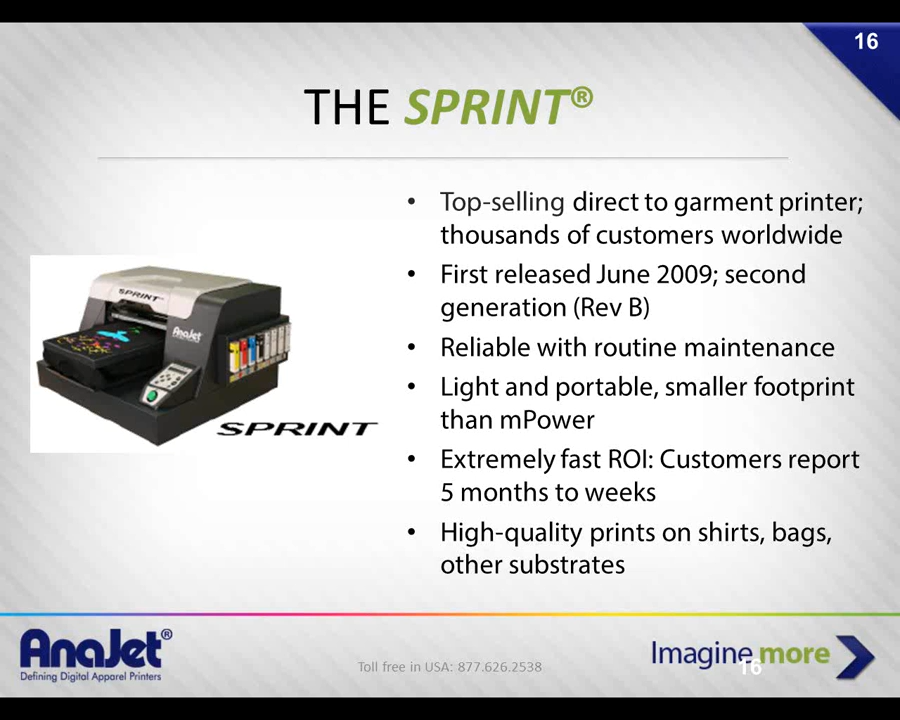 16
THE SPRINT®
• Top-selling direct to garment printer;
thousands of customers worldwide
• First released June 2009; second
generation (Rev B)
• Reliable with routine maintenance
• Light and portable, smaller footprint
than mPower
• Extremely fast ROI: Customers report
5 months to weeks
• High-quality prints on shirts, bags,
other substrates
SPRINT
AnaJet
SPRINT
AnaJet®
Defining Digital Apparel Printers
Toll free in USA: 877.626.2538
Imagine more
16